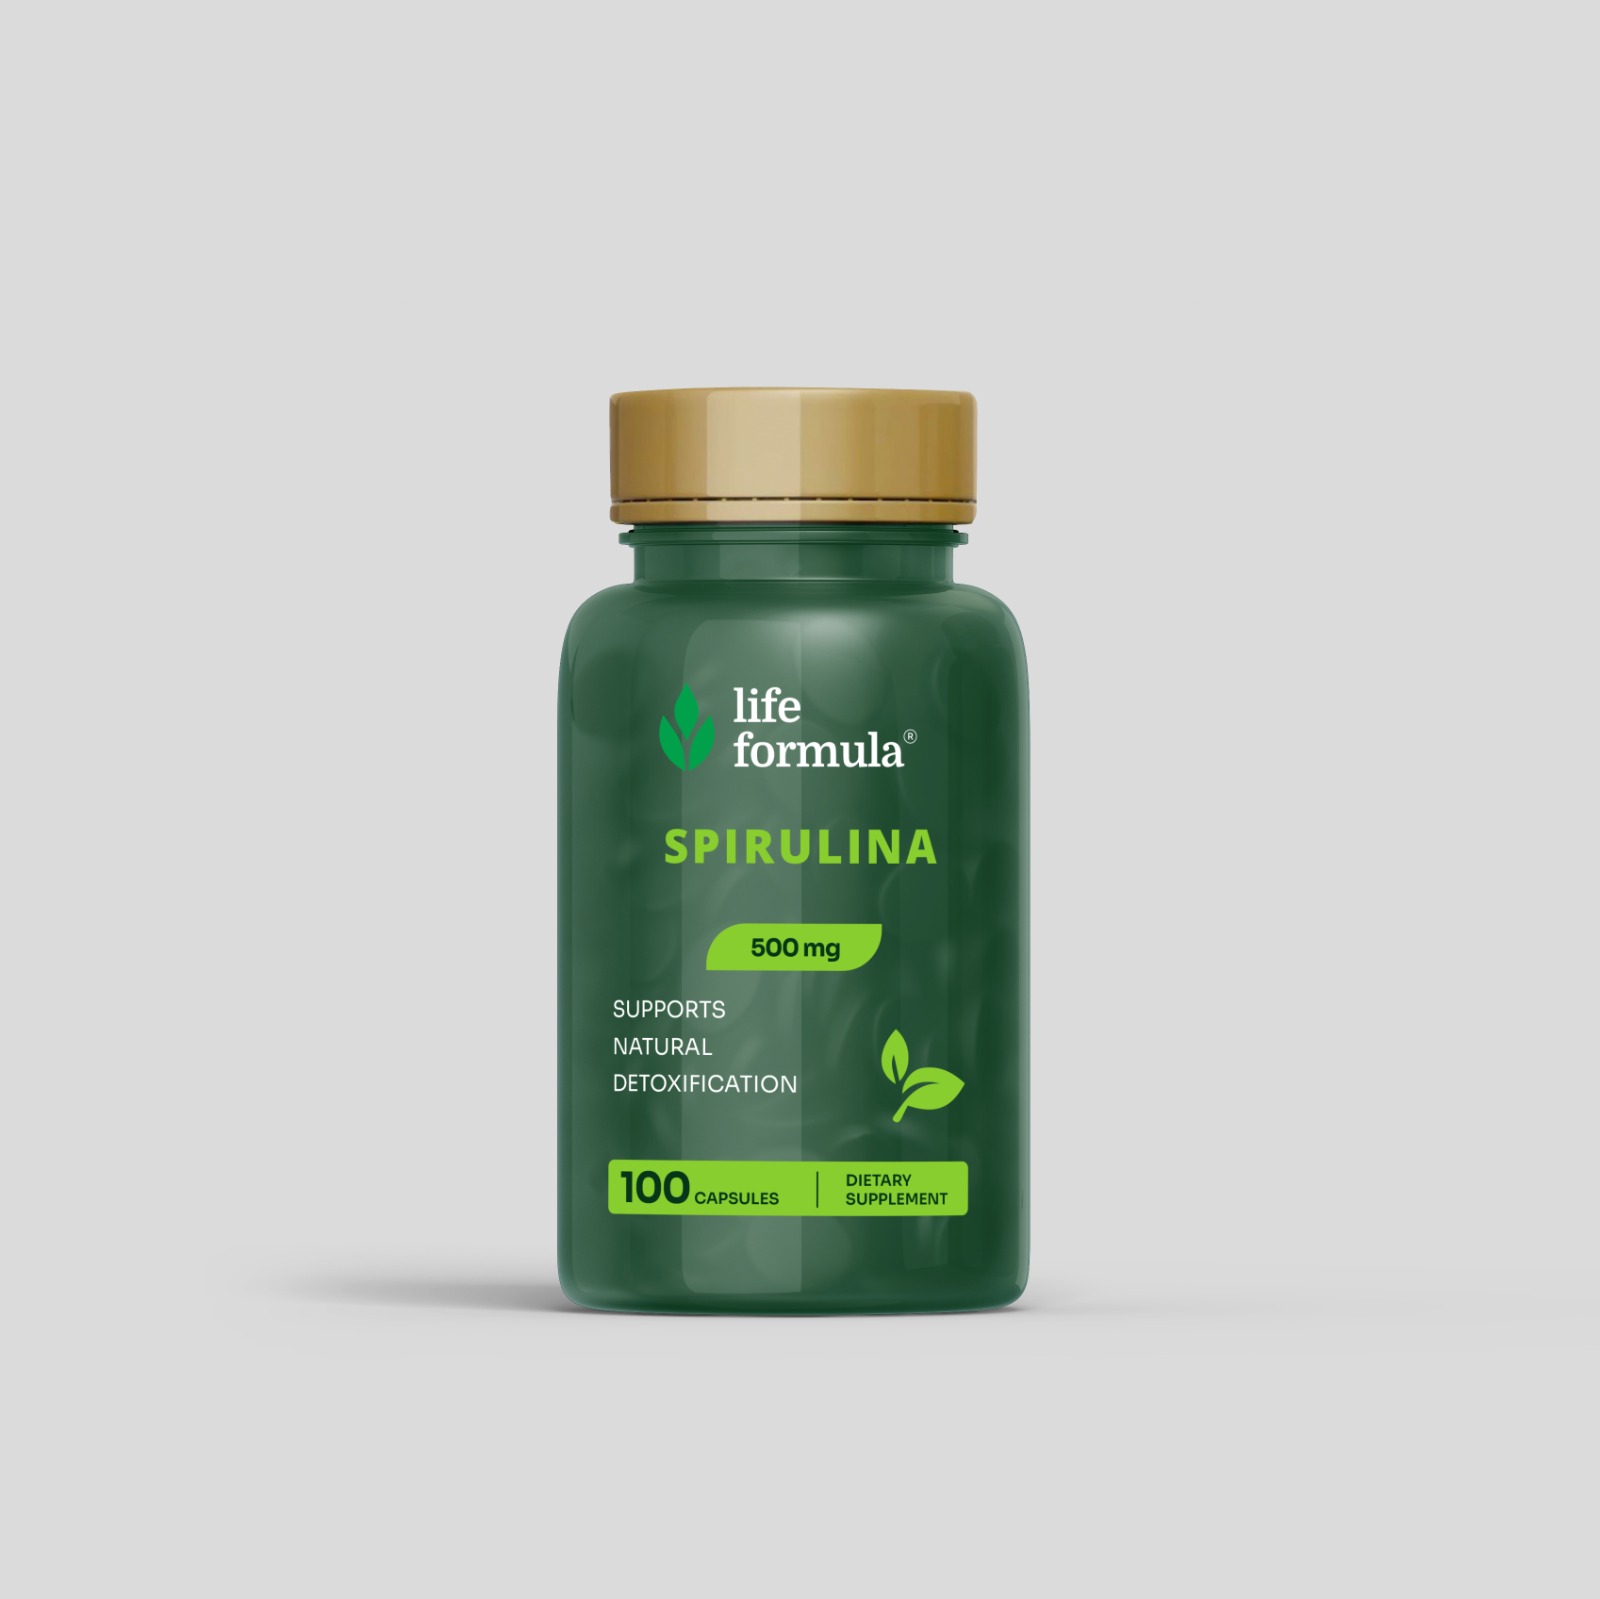 life
formula®
SPIRULINA
500 mg
SUPPORTS
NATURAL
DETOXIFICATION
100 CAPSULES
DIETARY
SUPPLEMENT